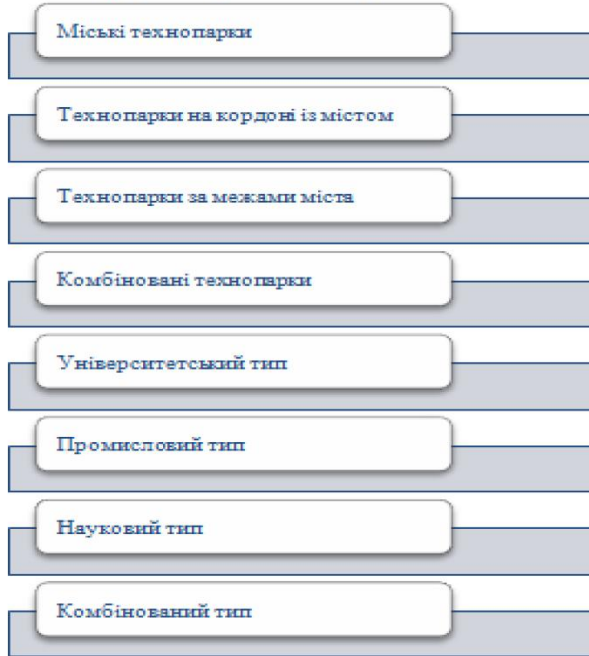 Міські технопарки
Технопарки на кордоні із містом
Технопарки за межами міста
Комбіновані технопарки
Університетський тип
Промисловий тип
Науковий тип
Комбінований тип